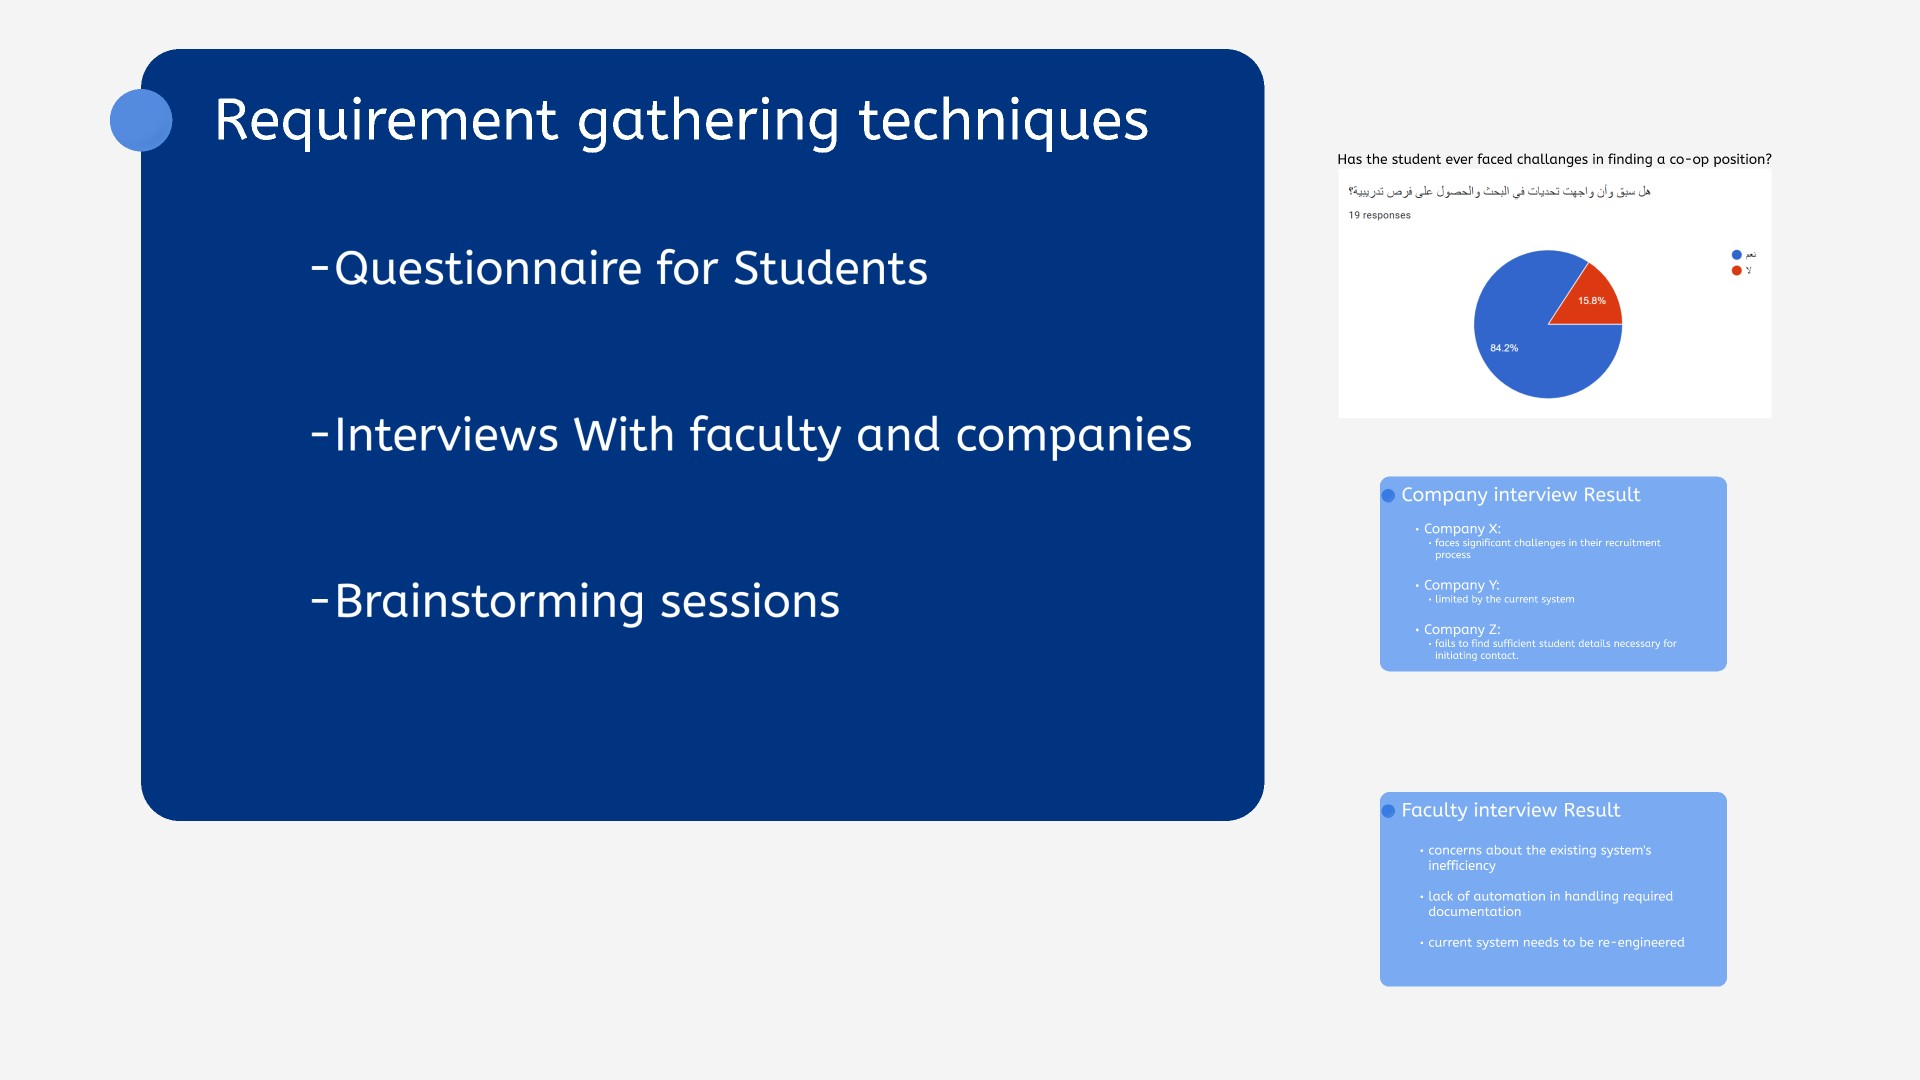 Requirement gathering techniques
-Questionnaire for Students
-Interviews With faculty and companies
-Brainstorming sessions
Has the student ever faced challanges in finding a co-op position?
هل سبق وأن واجهت تحديات في البحث والحصول على فرص تدريبية؟
19 responses
نعم
لا
15.8%
84.2%
Company interview Result
• Company X:
• faces significant challenges in their recruitment
process
• Company Y:
• limited by the current system
• Company Z:
• fails to find sufficient student details necessary for
initiating contact.
Faculty interview Result
• concerns about the existing system's
inefficiency
• lack of automation in handling required
documentation
• current system needs to be re-engineered